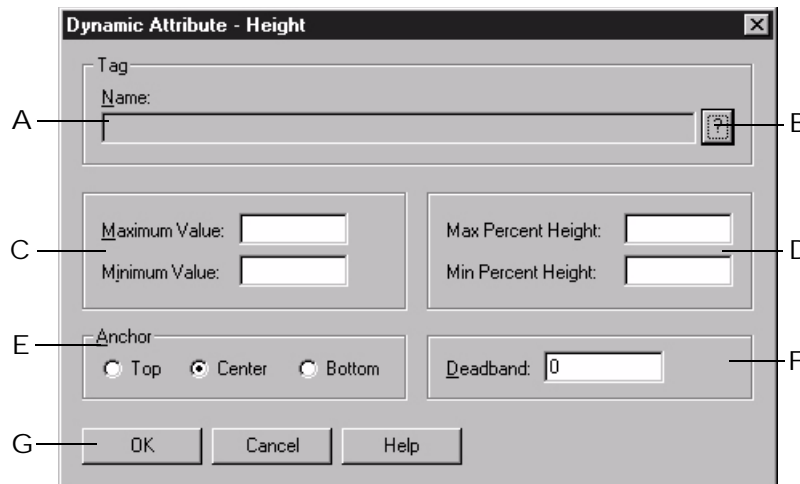 Dynamic Attribute - Height
Tag
Name:
A
?
B
Maximum Value:
Minimum Value:
C
Max Percent Height:
Min Percent Height:
D
Anchor
E
Top Center Bottom
Deadband: 0
F
G
OK Cancel Help